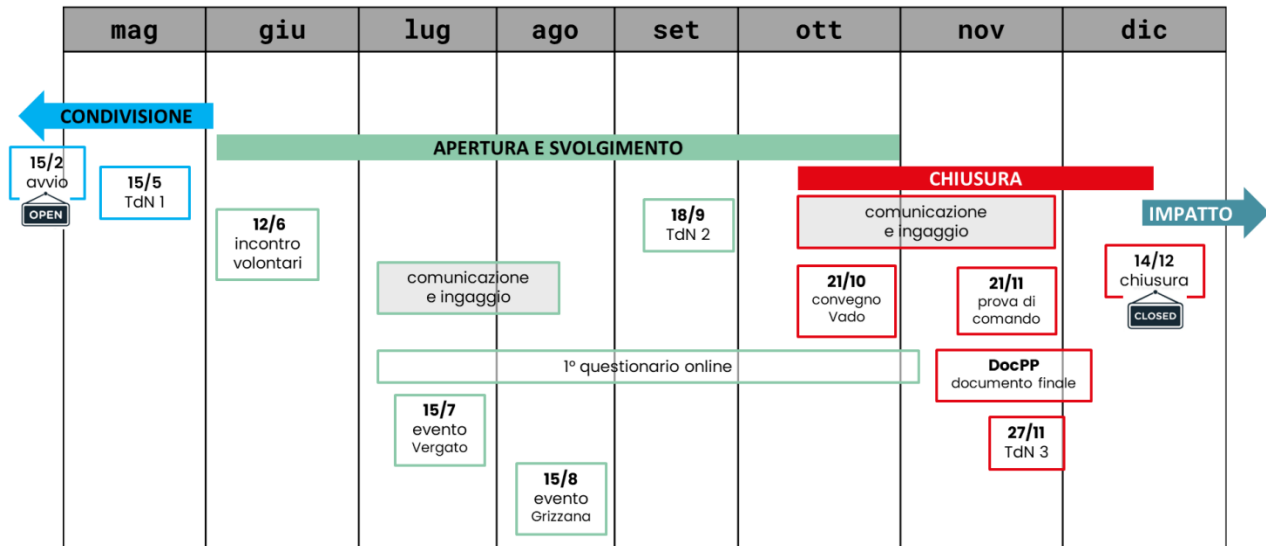 mag giu lug ago set ott nov dic
CONDIVISIONE
APERTURA E SVOLGIMENTO
CHIUSURA
IMPATTO
15/2
avvio
OPEN
15/5
TdN 1
12/6
incontro
volontari
comunicazione
e ingaggio
18/9
TdN 2
comunicazione
e ingaggio
21/10
convegno
Vado
21/11
prova di
comando
14/12
chiusura
CLOSED
1° questionario online
DocPP
documento finale
15/7
evento
Vergato
27/11
TdN 3
15/8
evento
Grizzana